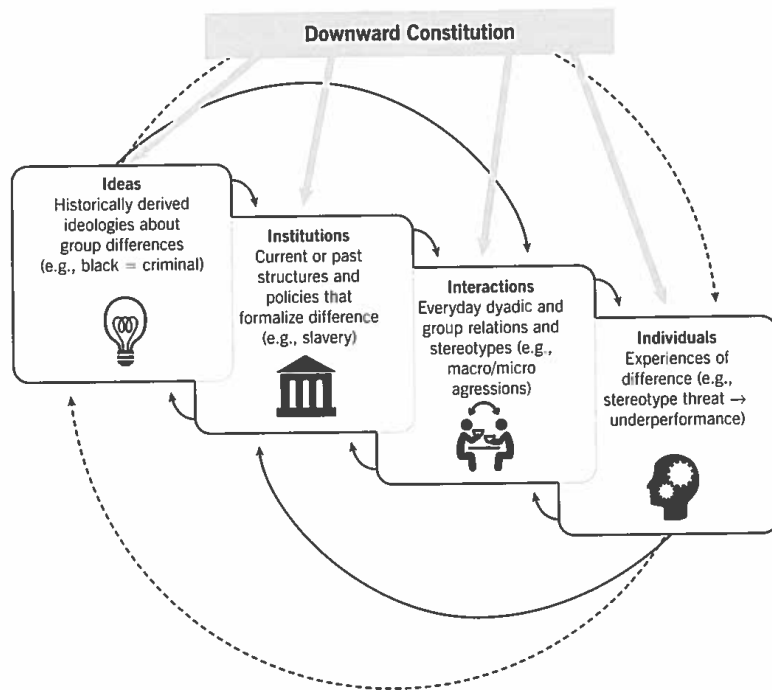 Downward Constitution
Ideas
Historically derived
ideologies about
group differences
(e.g., black = criminal)
Institutions
Current or past
structures and
policies that
formalize difference
(e.g., slavery)
Interactions
Everyday dyadic and
group relations and
stereotypes (e.g.,
macro/micro
agressions)
Individuals
Experiences of
difference (e.g.,
stereotype threat →
underperformance)